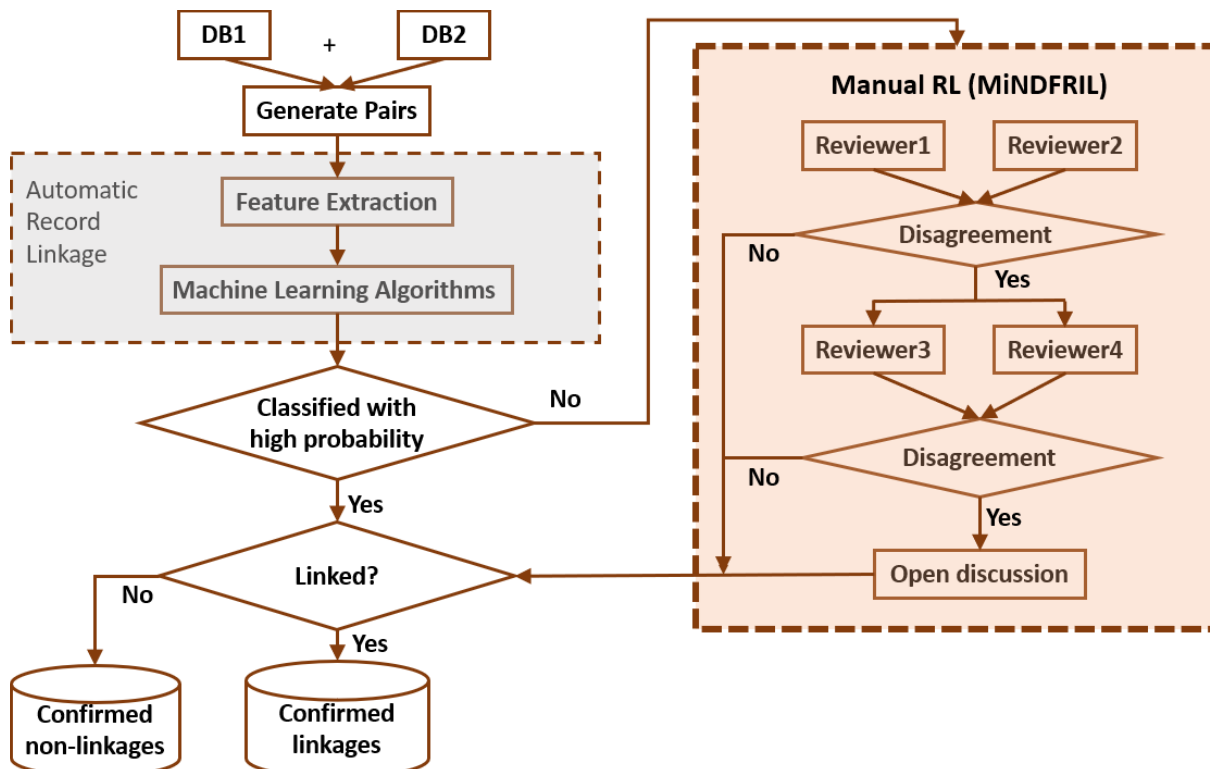 DB1
+
DB2
Generate Pairs
Automatic
Record
Linkage
Feature Extraction
Machine Learning Algorithms
Classified with
high probability
No
Yes
Linked?
No
Yes
Confirmed
non-linkages
Confirmed
linkages
Manual RL (MiNDFRIL)
Reviewer1
Reviewer2
Disagreement
No
Yes
Reviewer3
Reviewer4
Disagreement
No
Yes
Open discussion